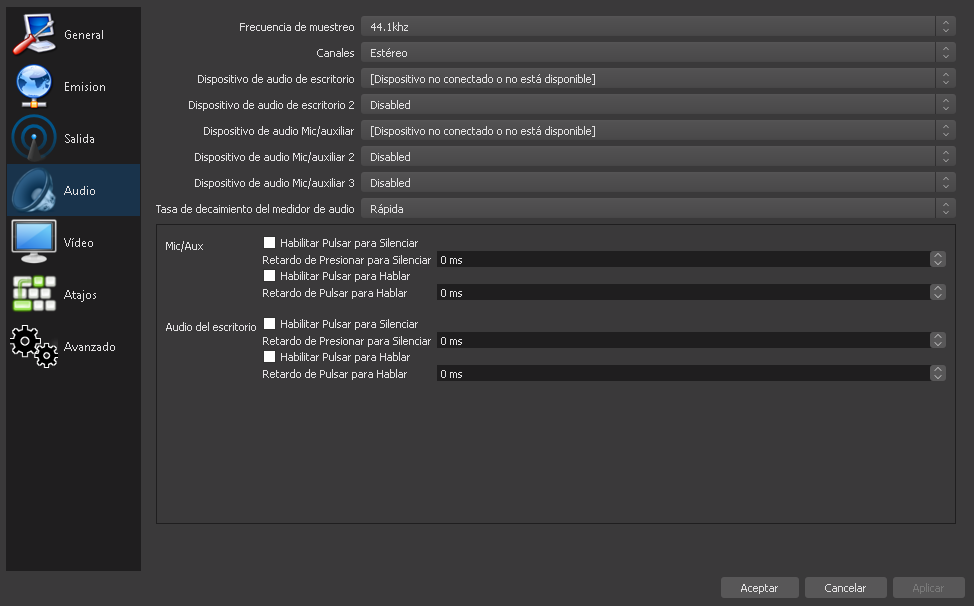 General
Emision
Salida
Audio
Vídeo
Atajos
Avanzado
Frecuencia de muestreo 44.1khz
Canales Estéreo
Dispositivo de audio de escritorio [Dispositivo no conectado o no está disponible]
Dispositivo de audio de escritorio 2 Disabled
Dispositivo de audio Mic/auxiliar [Dispositivo no conectado o no está disponible]
Dispositivo de audio Mic/auxiliar 2 Disabled
Dispositivo de audio Mic/auxiliar 3 Disabled
Tasa de decaimiento del medidor de audio Rápida
Mic/Aux Habilitar Pulsar para Silenciar
Retardo de Presionar para Silenciar 0 ms
Habilitar Pulsar para Hablar
Retardo de Pulsar para Hablar 0 ms
Audio del escritorio Habilitar Pulsar para Silenciar
Retardo de Presionar para Silenciar 0 ms
Habilitar Pulsar para Hablar
Retardo de Pulsar para Hablar 0 ms
Aceptar Cancelar Aplicar